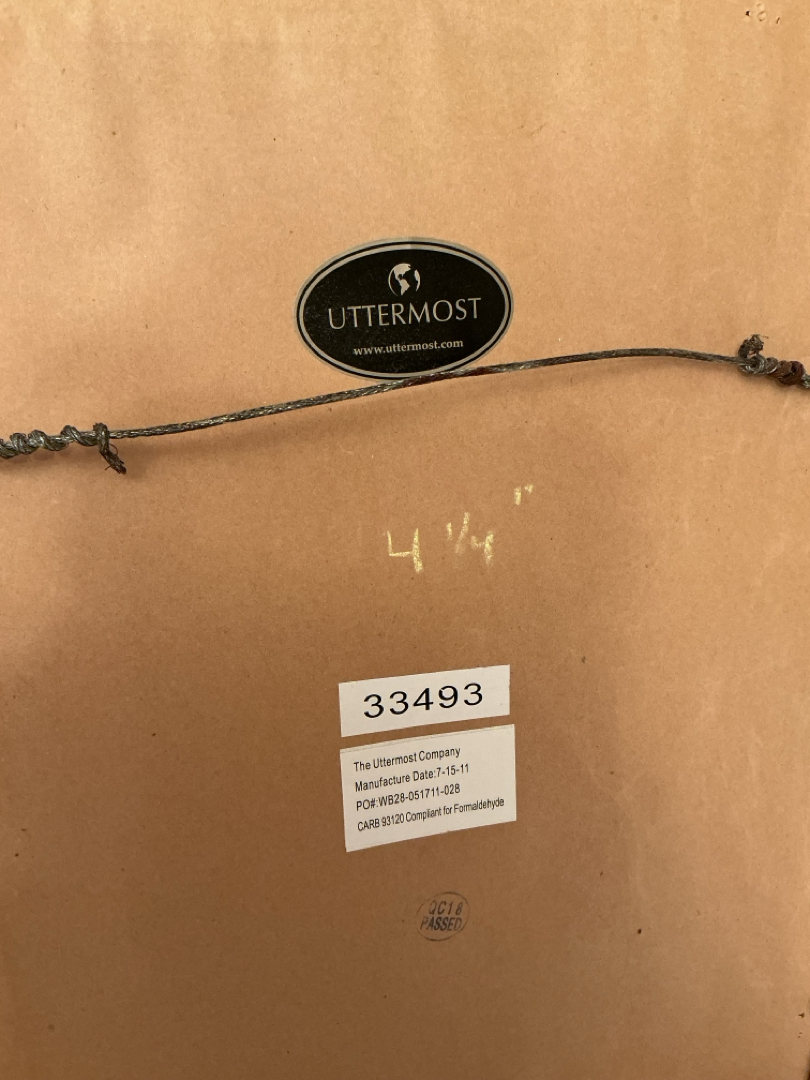 UTTERMOST
www.uttermost.com
4 1/4"
33493
The Uttermost Company
Manufacture Date:7-15-11
PO#:WB28-051711-028
CARB 93120 Compliant for Formaldehyde
QC18
PASSED